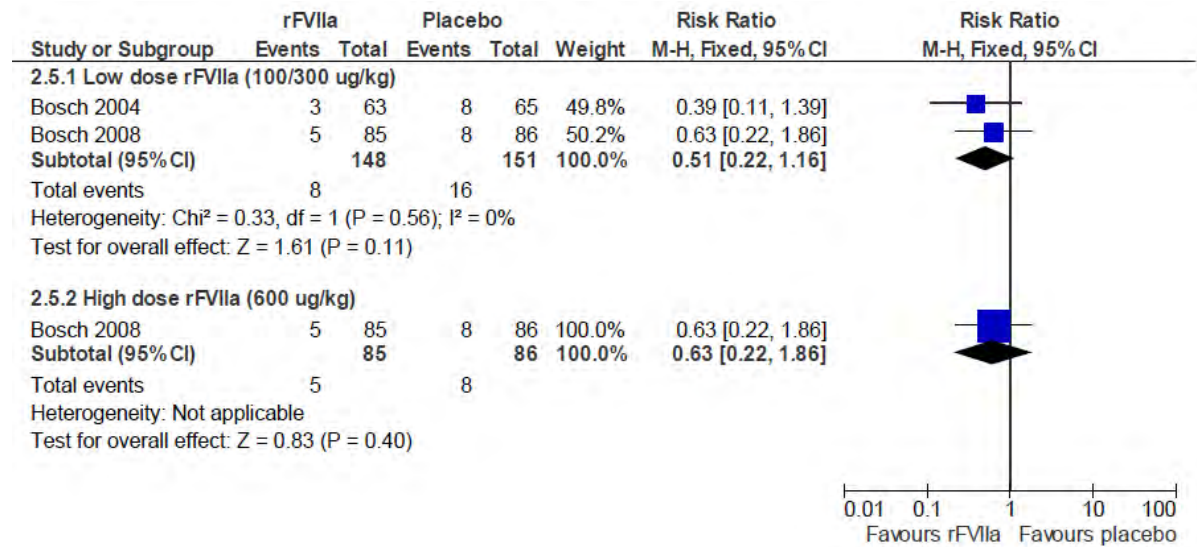 rFVIIa Placebo Risk Ratio Risk Ratio
Study or Subgroup Events Total Events Total Weight M-H, Fixed, 95% CI M-H, Fixed, 95% CI
2.5.1 Low dose rFVIIa (100/300 ug/kg)
Bosch 2004 3 63 8 65 49.8% 0.39 [0.11, 1.39]
Bosch 2008 5 85 8 86 50.2% 0.63 [0.22, 1.86]
Subtotal (95% CI) 148 151 100.0% 0.51 [0.22, 1.16]
Total events 8 16
Heterogeneity: Chi² = 0.33, df = 1 (P = 0.56); I² = 0%
Test for overall effect: Z = 1.61 (P = 0.11)
2.5.2 High dose rFVIIa (600 ug/kg)
Bosch 2008 5 85 8 86 100.0% 0.63 [0.22, 1.86]
Subtotal (95% CI) 85 86 100.0% 0.63 [0.22, 1.86]
Total events 5 8
Heterogeneity: Not applicable
Test for overall effect: Z = 0.83 (P = 0.40)
0.01 0.1 1 10 100
Favours rFVIIa Favours placebo